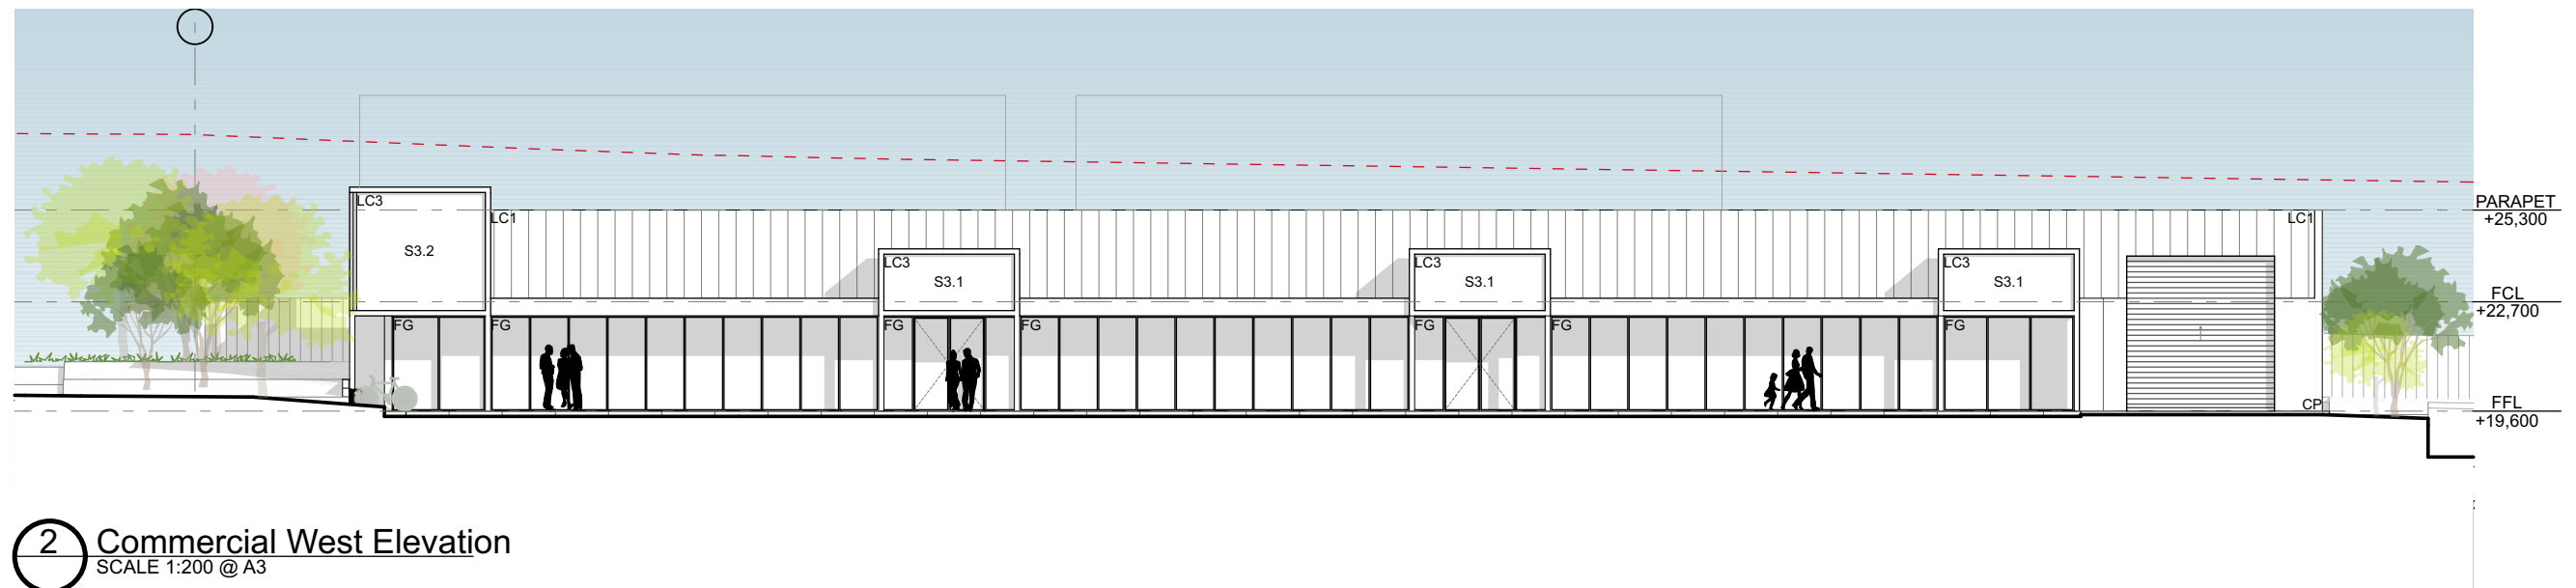 LC3
LC1
S3.2
LC3
S3.1
LC3
S3.1
LC3
S3.1
LC1
PARAPET
+25,300
FCL
+22,700
FG
FG
FG
FG
FG
FG
FG
CP
FFL
+19,600
2
Commercial West Elevation
SCALE 1:200 @ A3